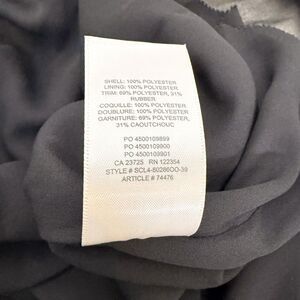 SHELL: 100% POLYESTER
LINING: 100% POLYESTER
TRIM: 69% POLYESTER, 31%
RUBBER
COQUILLE: 100% POLYESTER
DOUBLURE: 100% POLYESTER
GARNITURE: 69% POLYESTER,
31% CAOUTCHOUC
PO 4500109899
PO 4500109900
PO 4500109901
CA 23725 RN 122354
STYLE # SCL4-80286OO-39
ARTICLE # 74476